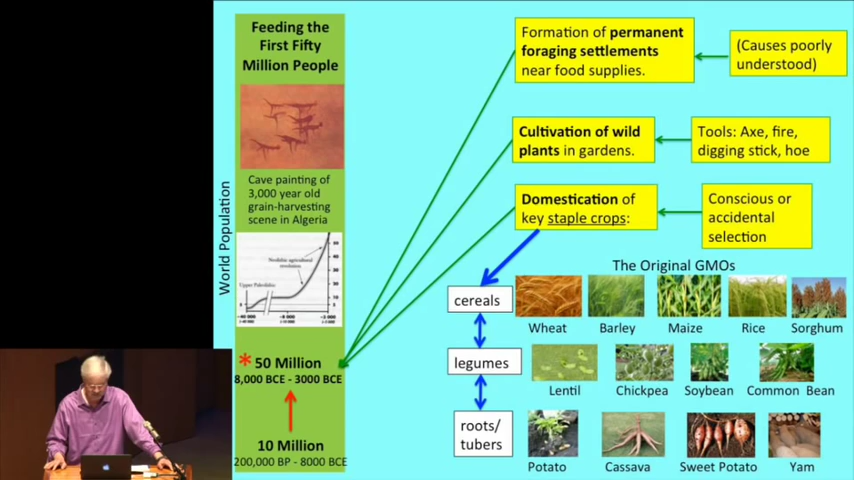 Feeding the
First Fifty
Million People
Cave painting of
3,000 year old
grain-harvesting
scene in Algeria
World Population
Neolithic agricultural
revolution
Upper Paleolithic
* 50 Million
8,000 BCE - 3000 BCE
10 Million
200,000 BP - 8000 BCE
Formation of permanent
foraging settlements
near food supplies.
(Causes poorly
understood)
Cultivation of wild
plants in gardens.
Tools: Axe, fire,
digging stick, hoe
Domestication of
key staple crops:
Conscious or
accidental
selection
The Original GMOs
cereals
Wheat
Barley
Maize
Rice
Sorghum
legumes
Lentil
Chickpea
Soybean
Common Bean
roots/
tubers
Potato
Cassava
Sweet Potato
Yam